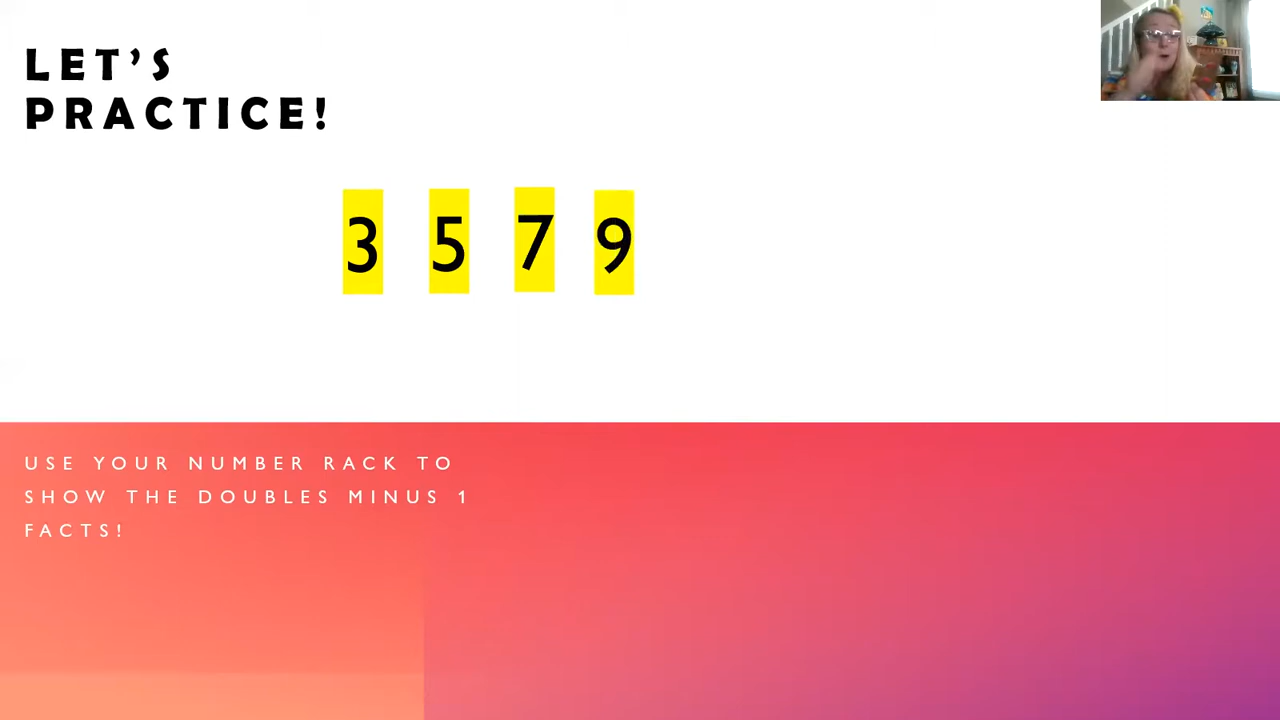 LET’S
PRACTICE!
3 5 7 9
USE YOUR NUMBER RACK TO
SHOW THE DOUBLES MINUS 1
FACTS!